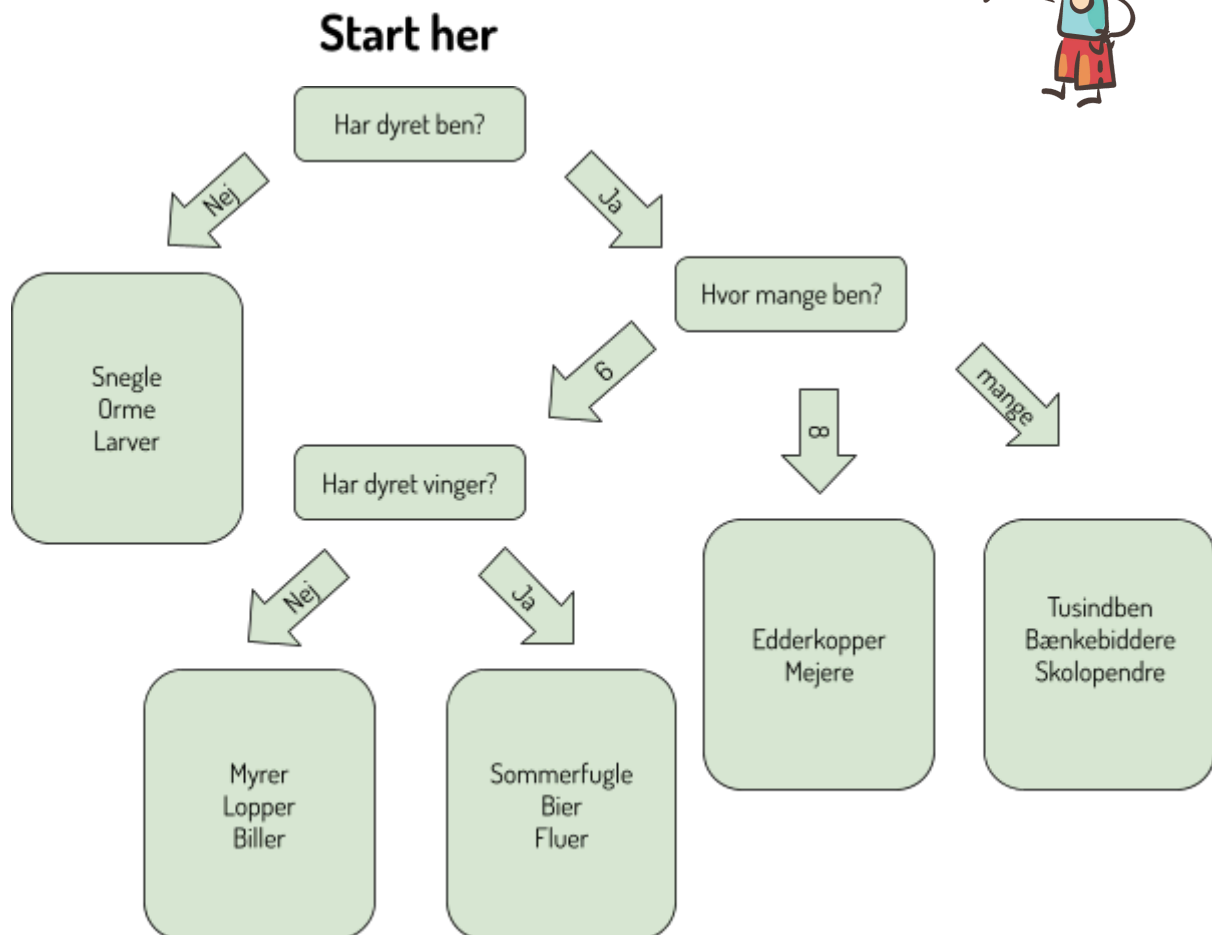 Start her
Har dyret ben?
Nej
Ja
Hvor mange ben?
Snegle
Orme
Larver
6
8
mange
Har dyret vinger?
Nej
Ja
Edderkopper
Mejere
Tusindben
Bænkebiddere
Skolopendre
Myrer
Lopper
Biller
Sommerfugle
Bier
Fluer